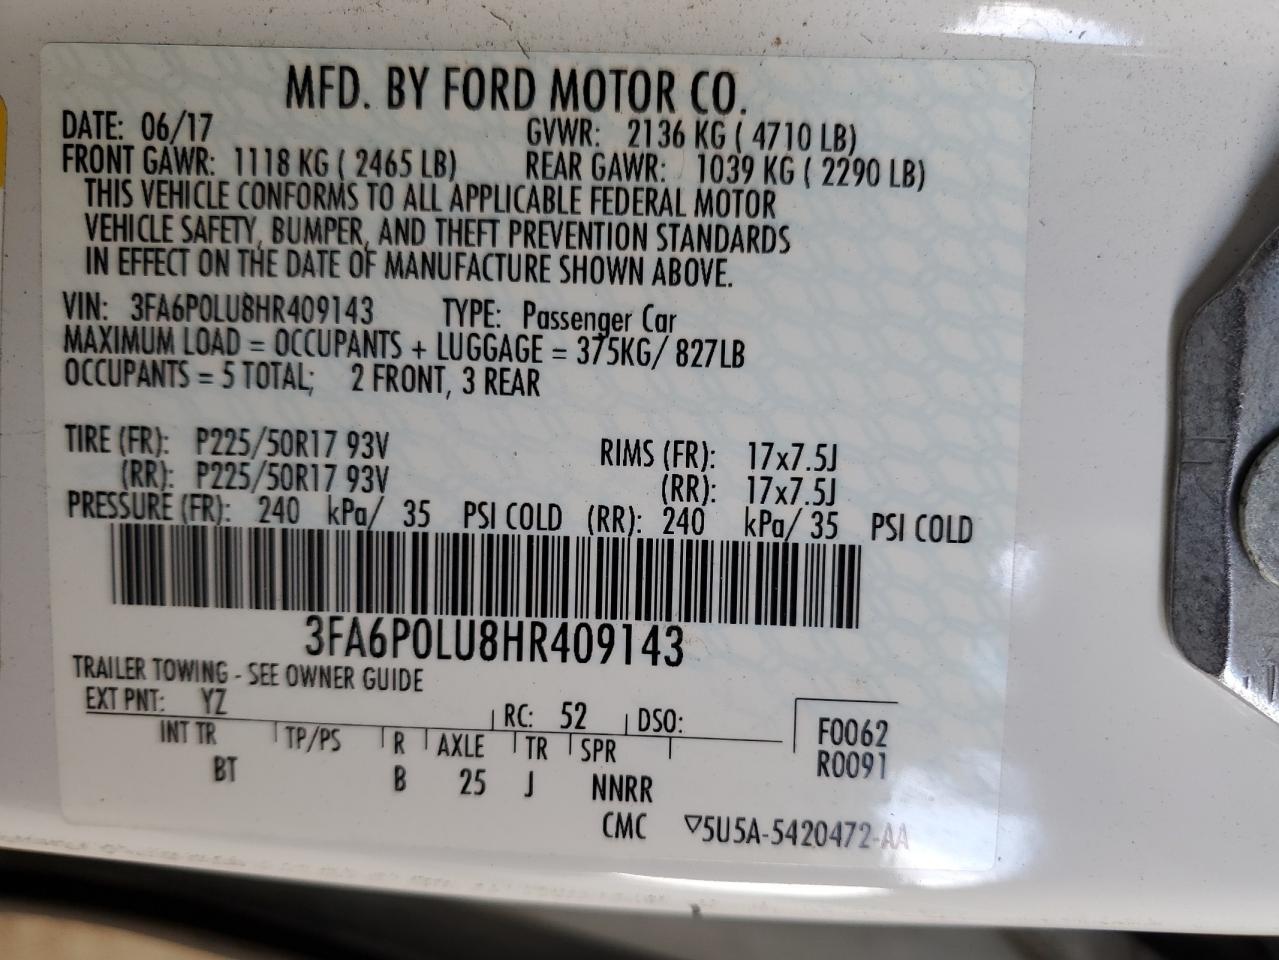 MFD. BY FORD MOTOR CO.
DATE: 06/17 GVWR: 2136 KG ( 4710 LB)
FRONT GAWR: 1118 KG ( 2465 LB) REAR GAWR: 1039 KG ( 2290 LB)
THIS VEHICLE CONFORMS TO ALL APPLICABLE FEDERAL MOTOR
VEHICLE SAFETY, BUMPER, AND THEFT PREVENTION STANDARDS
IN EFFECT ON THE DATE OF MANUFACTURE SHOWN ABOVE.
VIN: 3FA6P0LU8HR409143 TYPE: Passenger Car
MAXIMUM LOAD = OCCUPANTS + LUGGAGE = 375KG/ 827LB
OCCUPANTS = 5 TOTAL; 2 FRONT, 3 REAR
TIRE (FR): P225/50R17 93V RIMS (FR): 17x7.5J
(RR): P225/50R17 93V (RR): 17x7.5J
PRESSURE (FR): 240 kPa/ 35 PSI COLD (RR): 240 kPa/ 35 PSI COLD
3FA6P0LU8HR409143
TRAILER TOWING - SEE OWNER GUIDE
EXT PNT: YZ RC: 52 DSO:
INT TR TP/PS R AXLE TR SPR F0062
BT B 25 J NNRR R0091
CMC ▽5U5A-5420472-AA